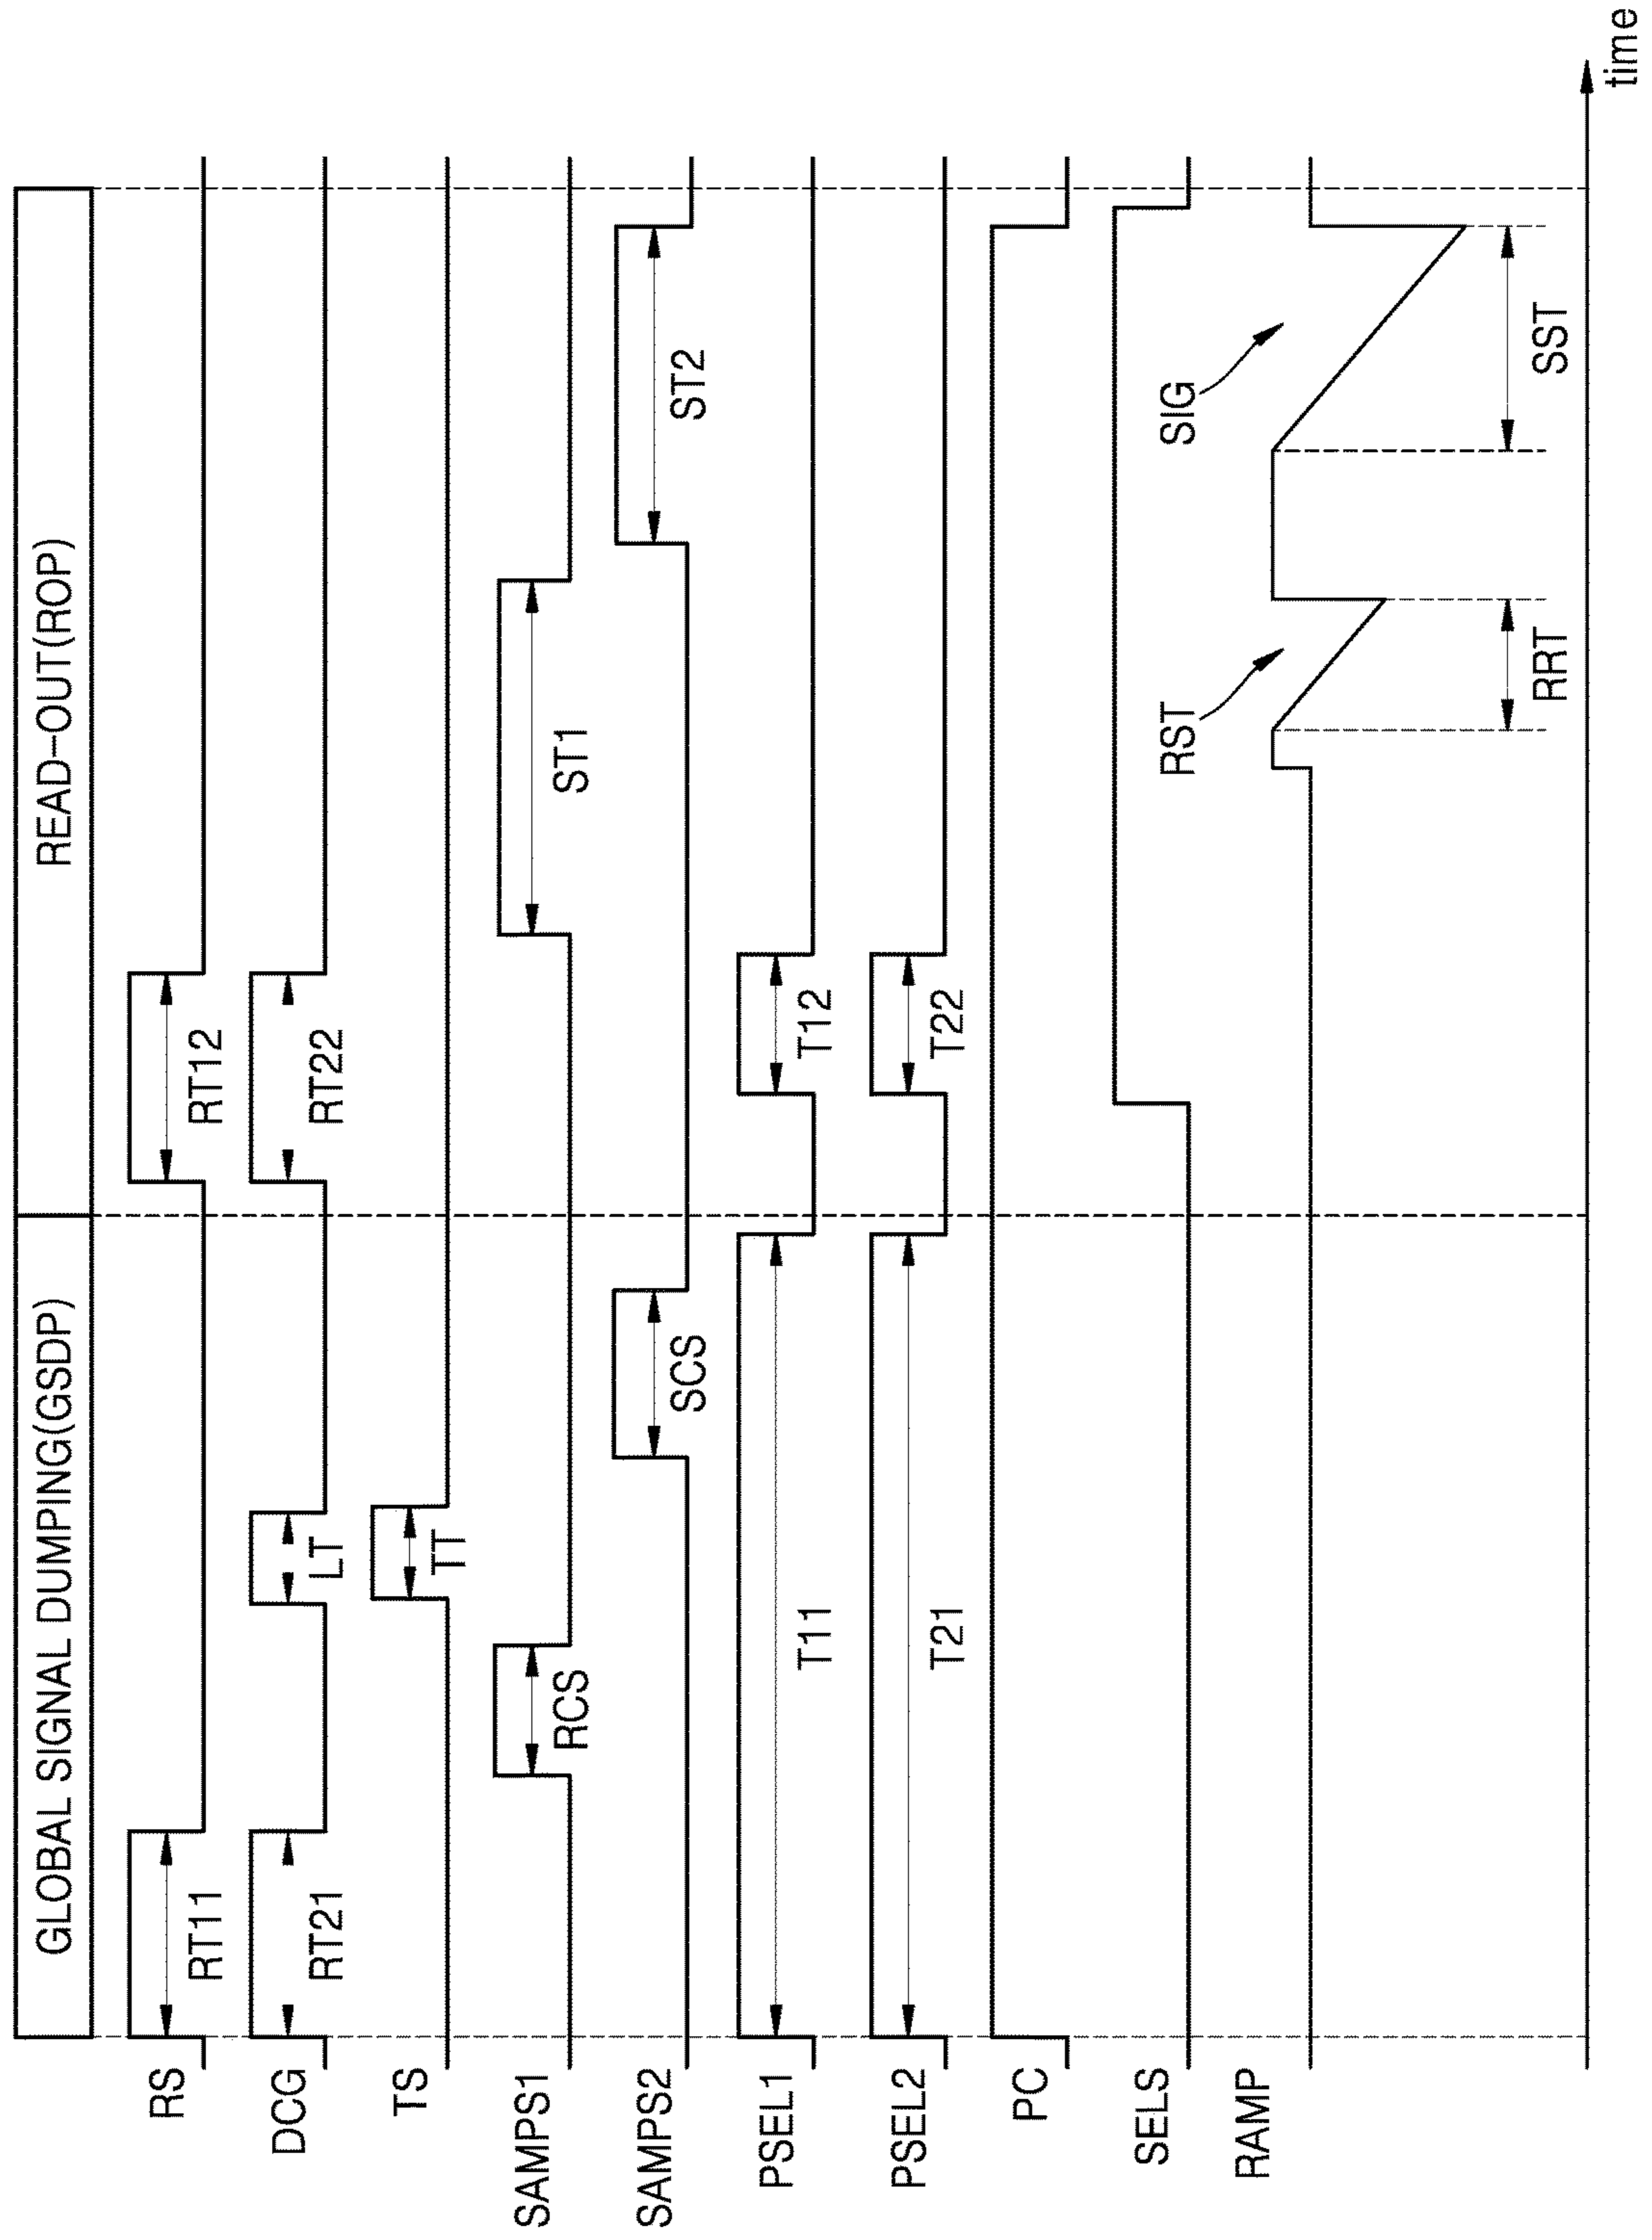 GLOBAL SIGNAL DUMPING(GSDP)
READ-OUT(ROP)
RS
RT11
RT12
DCG
RT21
LT
RT22
TS
TT
SAMPS1
RCS
ST1
SAMPS2
SCS
ST2
PSEL1
T11
T12
PSEL2
T21
T22
PC
SELS
RAMP
RST
SIG
RRT
SST
time